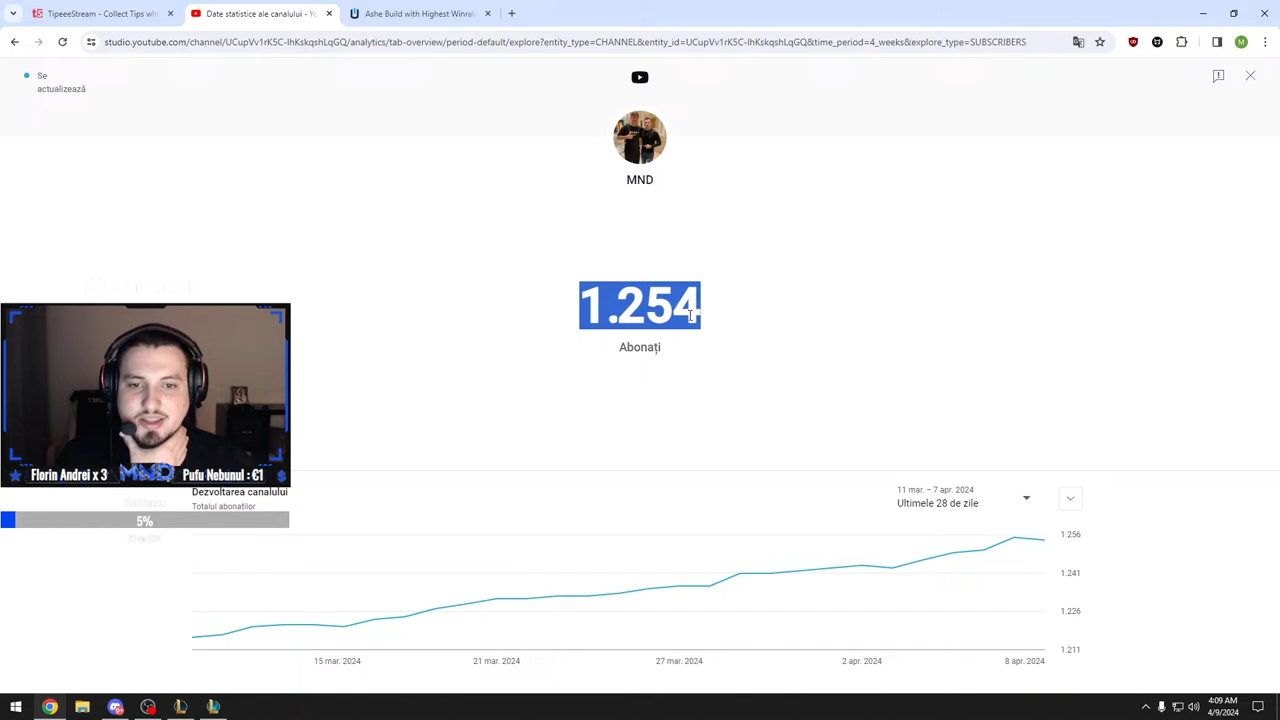 TipeeeStream - Collect Tips wh
Date statistice ale canalului - Yo
Ashe Build with Highest Winrat
studio.youtube.com/channel/UCupVv1rK5C-IhKskqshLqGQ/analytics/tab-overview/period-default/explore?entity_type=CHANNEL&entity_id=UCupVv1rK5C-IhKskqshLqGQ&time_period=4_weeks&explore_type=SUBSCRIBERS
M
Se
actualizează
MND
1.254
Abonați
Florin Andrei x 3
MND
Pufu Nebunul : €1
Dezvoltarea canalului
Totalul abonaților
5%
11 mar. – 7 apr. 2024
Ultimele 28 de zile
1.256
1.241
1.226
1.211
15 mar. 2024
21 mar. 2024
27 mar. 2024
2 apr. 2024
8 apr. 2024
4:09 AM
4/9/2024